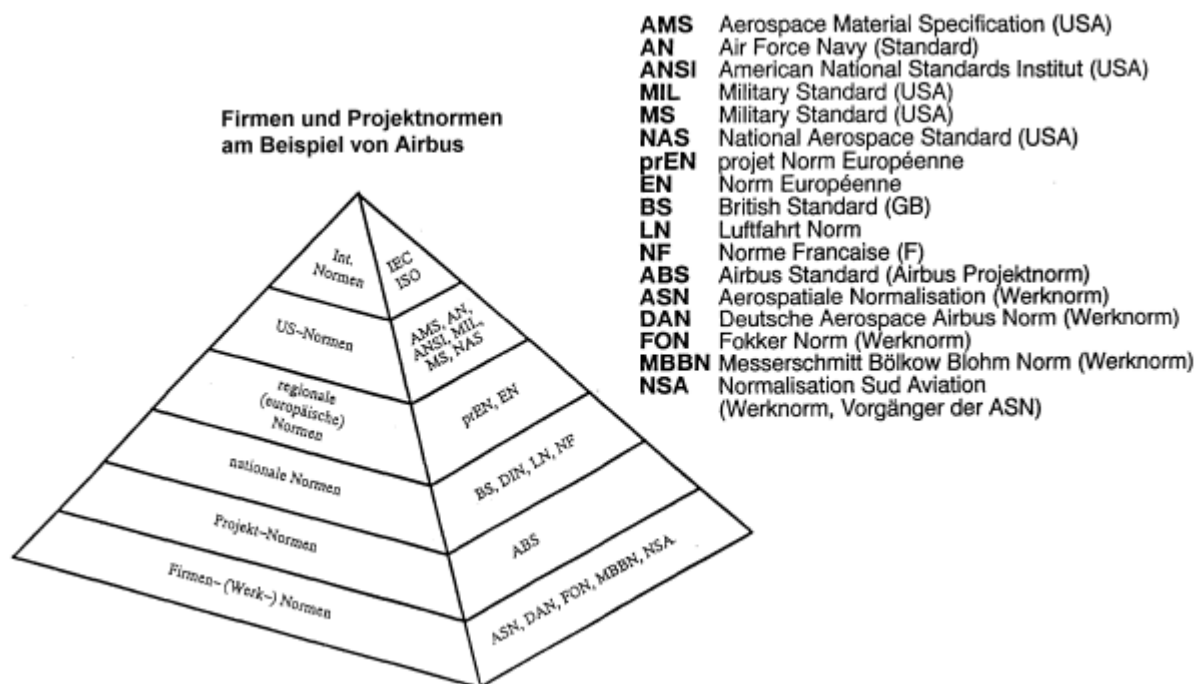 Firmen und Projektnormen
am Beispiel von Airbus
Int.
Normen
IEC
ISO
US-Normen
AMS, AN,
ANSI, MIL,
MS, NAS
regionale
(europäische)
Normen
prEN, EN
nationale Normen
BS, DIN, LN, NF
Projekt-Normen
ABS
Firmen- (Werk-) Normen
ASN, DAN, FON, MBBN, NSA
AMS Aerospace Material Specification (USA)
AN Air Force Navy (Standard)
ANSI American National Standards Institut (USA)
MIL Military Standard (USA)
MS Military Standard (USA)
NAS National Aerospace Standard (USA)
prEN projet Norm Européenne
EN Norm Européenne
BS British Standard (GB)
LN Luftfahrt Norm
NF Norme Francaise (F)
ABS Airbus Standard (Airbus Projektnorm)
ASN Aerospatiale Normalisation (Werknorm)
DAN Deutsche Aerospace Airbus Norm (Werknorm)
FON Fokker Norm (Werknorm)
MBBN Messerschmitt Bölkow Blohm Norm (Werknorm)
NSA Normalisation Sud Aviation
(Werknorm, Vorgänger der ASN)